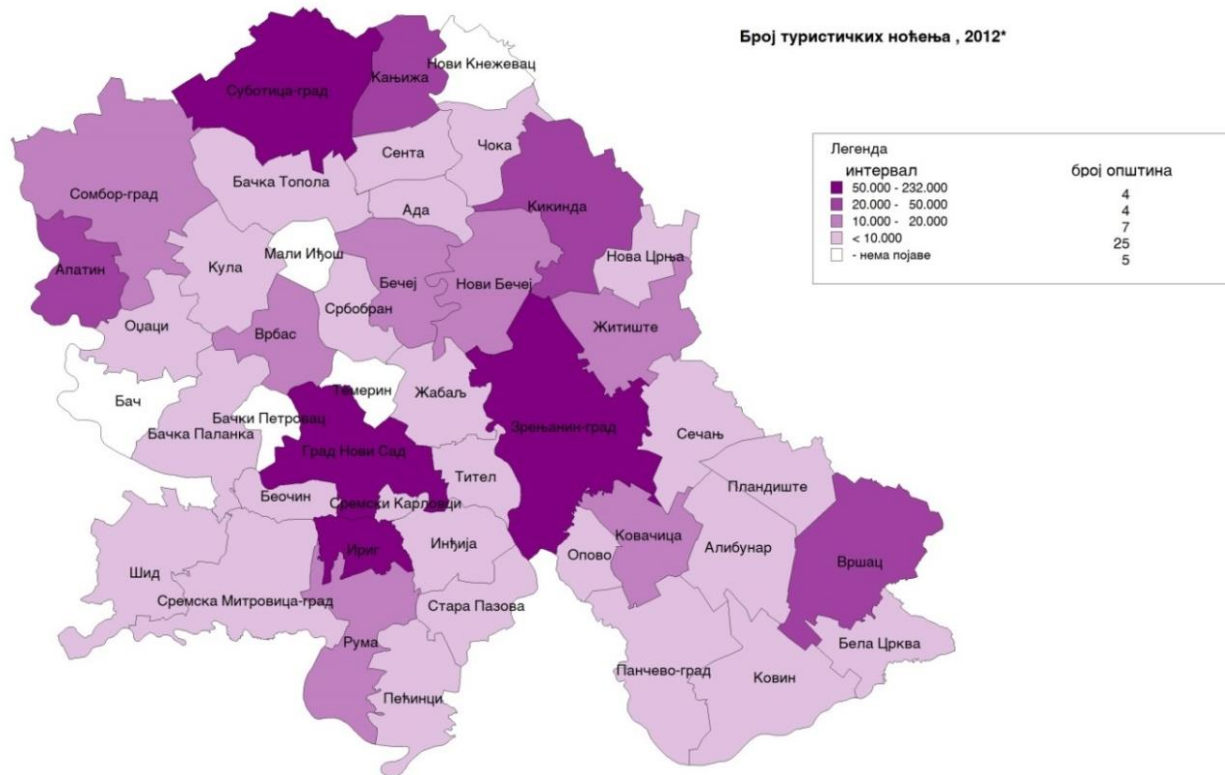 Број туристичких ноћења , 2012*
Легенда
интервал број општина
50.000 - 232.000 4
20.000 - 50.000 4
10.000 - 20.000 7
< 10.000 25
- нема појаве 5
Нови Кнежевац
Кањижа
Суботица-град
Чока
Сента
Бачка Топола
Сомбор-град
Ада
Кикинда
Мали Иђош
Нова Црња
Кула
Апатин
Бечеј
Нови Бечеј
Житиште
Србобран
Оџаци
Врбас
Темерин
Жабаљ
Бач
Бачки Петровац
Зрењанин-град
Бачка Паланка
Сечањ
Град Нови Сад
Тител
Пландиште
Беочин
Сремски Карловци
Ковачица
Алибунар
Ириг
Инђија
Опово
Вршац
Шид
Сремска Митровица-град
Стара Пазова
Рума
Бела Црква
Панчево-град
Ковин
Пећинци